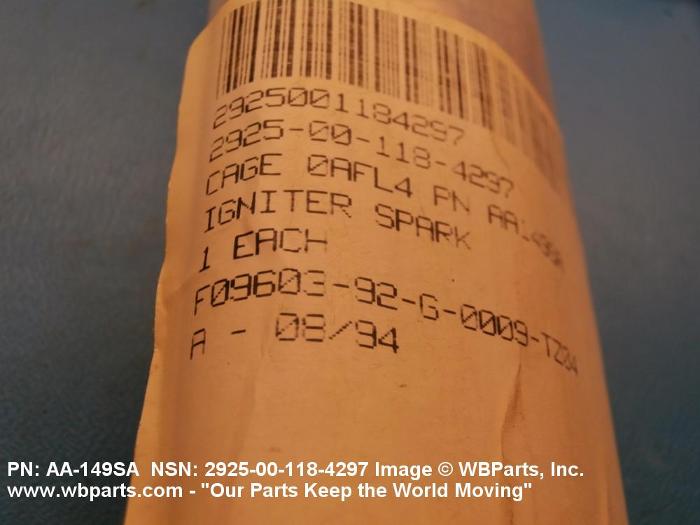 2925001184297
2925-00-118-4297
CAGE 0AFL4 PN
IGNITER SPARK
1 EACH
F09603-92-G-0009-TZ04
A - 08/94
PN: AA-149SA NSN: 2925-00-118-4297 Image © WBParts, Inc.
www.wbparts.com - "Our Parts Keep the World Moving"